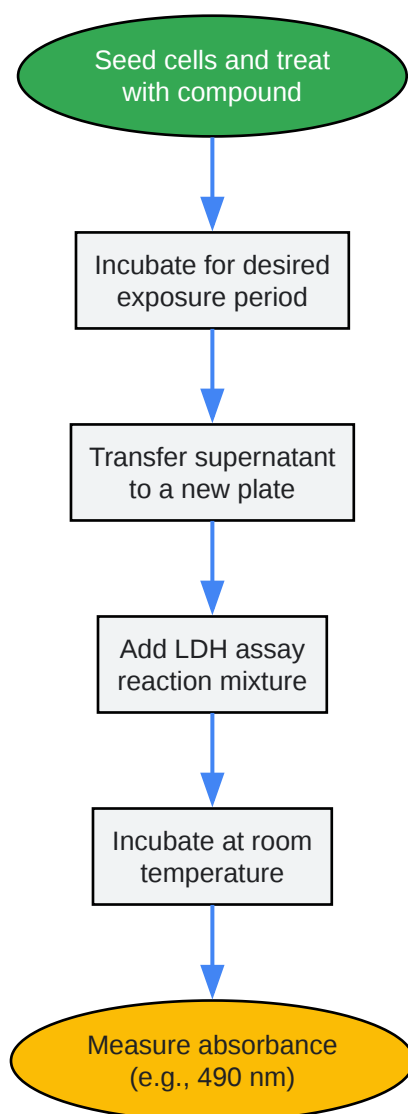 Seed cells and treat
with compound
Incubate for desired
exposure period
Transfer supernatant
to a new plate
Add LDH assay
reaction mixture
Incubate at room
temperature
Measure absorbance
(e.g., 490 nm)